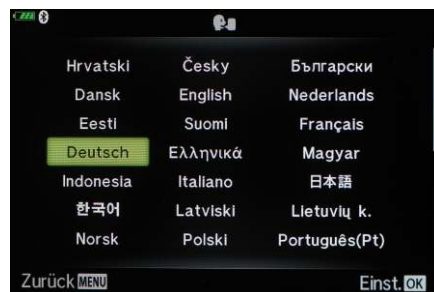 Hrvatski Česky Български
Dansk English Nederlands
Eesti Suomi Français
Deutsch Ελληνικά Magyar
Indonesia Italiano 日本語
한국어 Latviski Lietuvių k.
Norsk Polski Português(Pt)
Zurück MENU Einst. OK